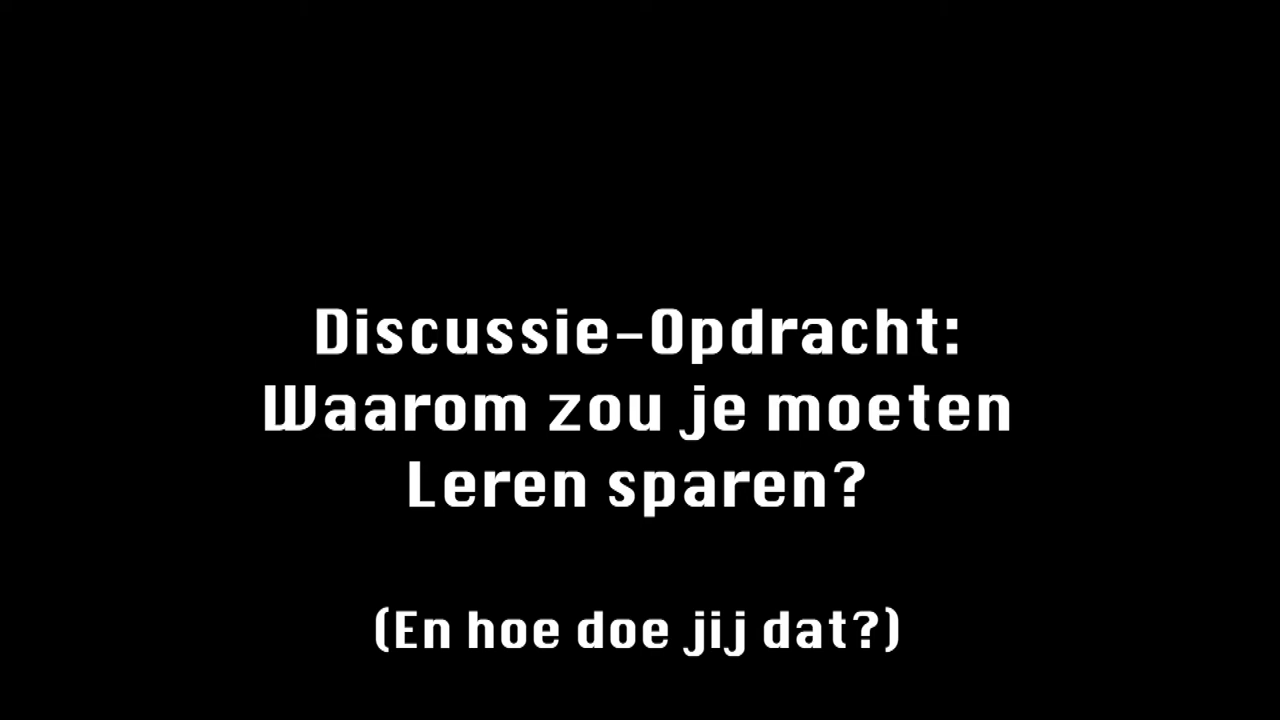 Discussie-Opdracht:
Waarom zou je moeten
Leren sparen?
(En hoe doe jij dat?)